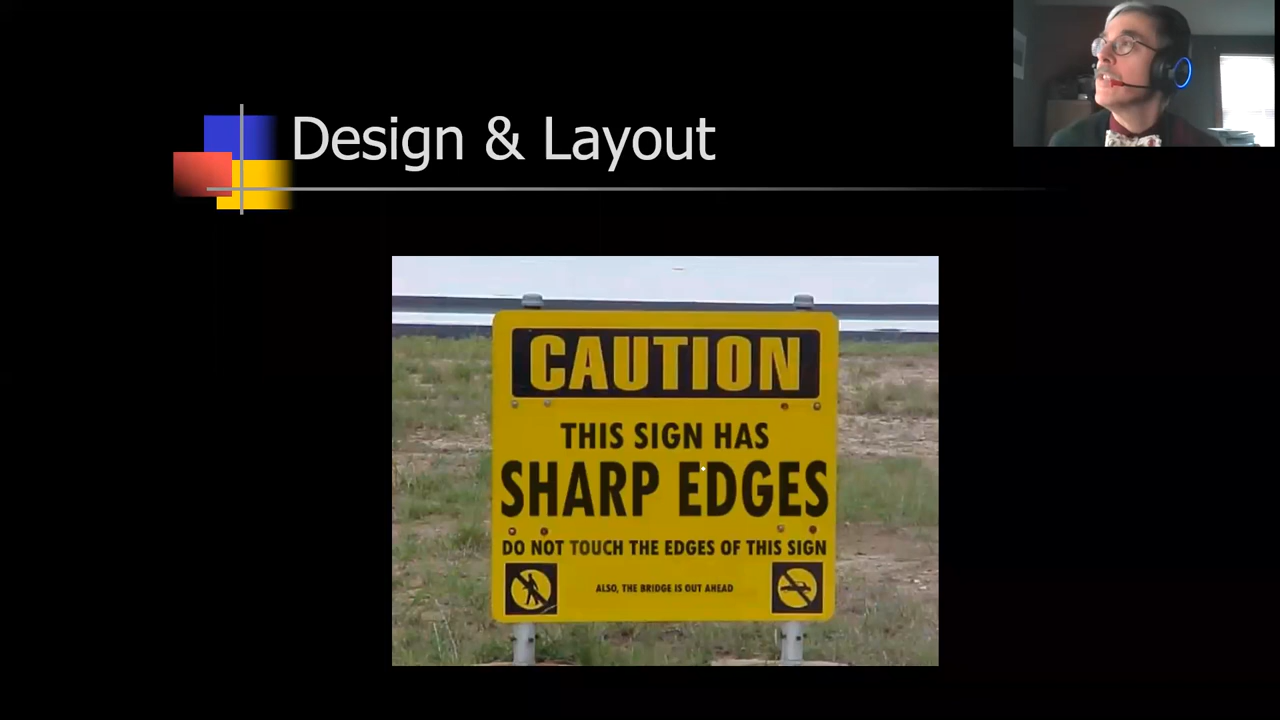 Design & Layout
CAUTION
THIS SIGN HAS
SHARP EDGES
DO NOT TOUCH THE EDGES OF THIS SIGN
ALSO, THE BRIDGE IS OUT AHEAD